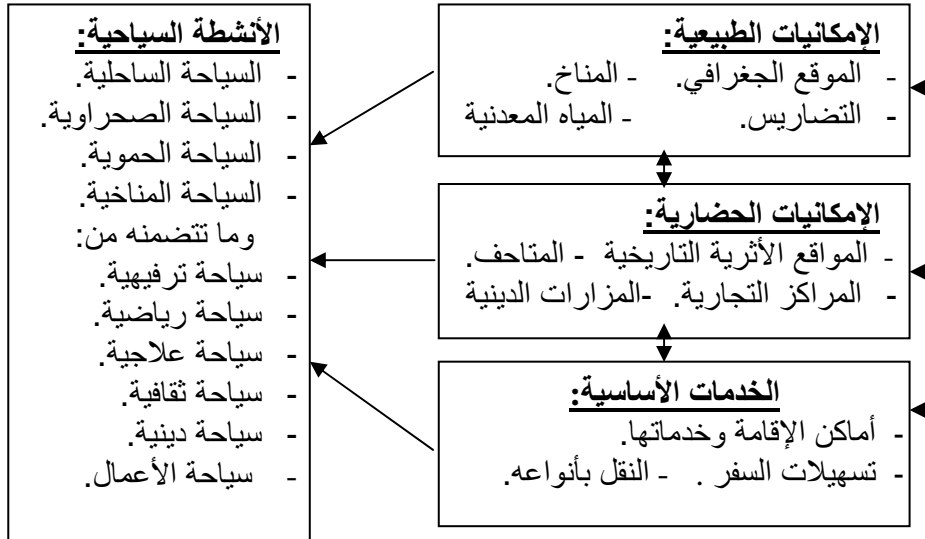 الإمكانيات الطبيعية:
- الموقع الجغرافي. - المناخ.
- التضاريس. - المياه المعدنية
الإمكانيات الحضارية:
- المواقع الأثرية التاريخية - المتاحف.
- المراكز التجارية. -المزارات الدينية
الخدمات الأساسية:
- أماكن الإقامة وخدماتها.
- تسهيلات السفر . - النقل بأنواعه.
الأنشطة السياحية:
- السياحة الساحلية.
- السياحة الصحراوية.
- السياحة الحموية.
- السياحة المناخية.
وما تتضمنه من:
- سياحة ترفيهية.
- سياحة رياضية.
- سياحة علاجية.
- سياحة ثقافية.
- سياحة دينية.
- سياحة الأعمال.